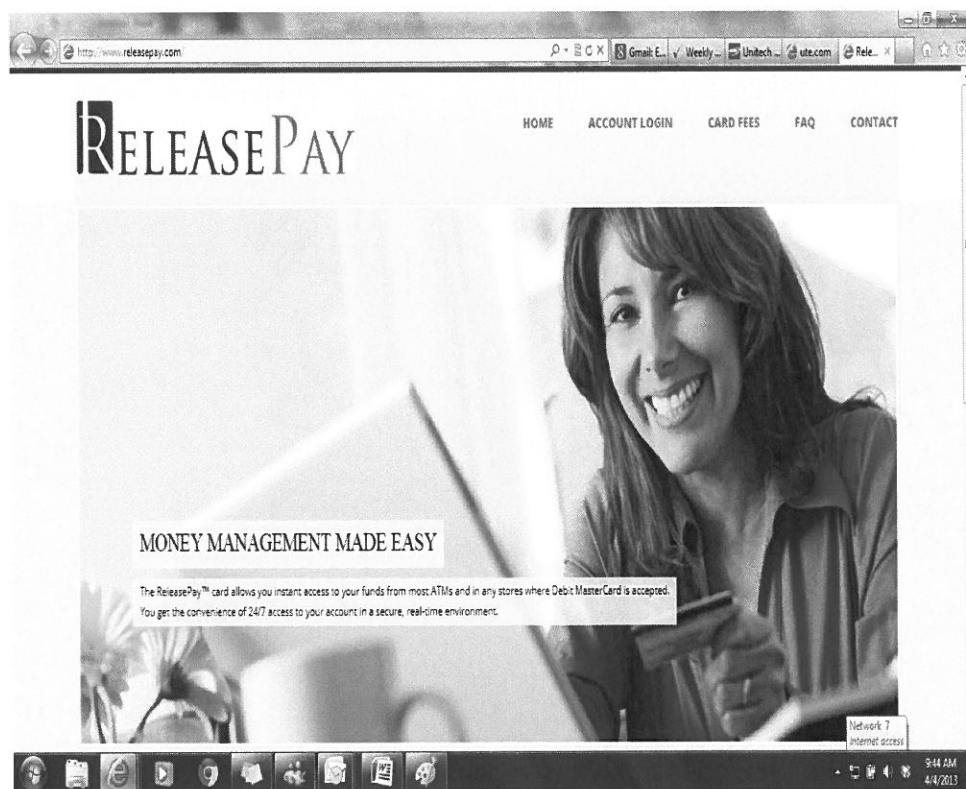 http://www.releasepay.com/
Gmail: E...
Weekly ...
Unitech ...
ute.com
Rele...
RELEASEPAY
HOME ACCOUNT LOGIN CARD FEES FAQ CONTACT
MONEY MANAGEMENT MADE EASY
The ReleasePay™ card allows you instant access to your funds from most ATMs and in any stores where Debit MasterCard is accepted.
You get the convenience of 24/7 access to your account in a secure, real-time environment.
Network 7
Internet access
9:44 AM
4/4/2013